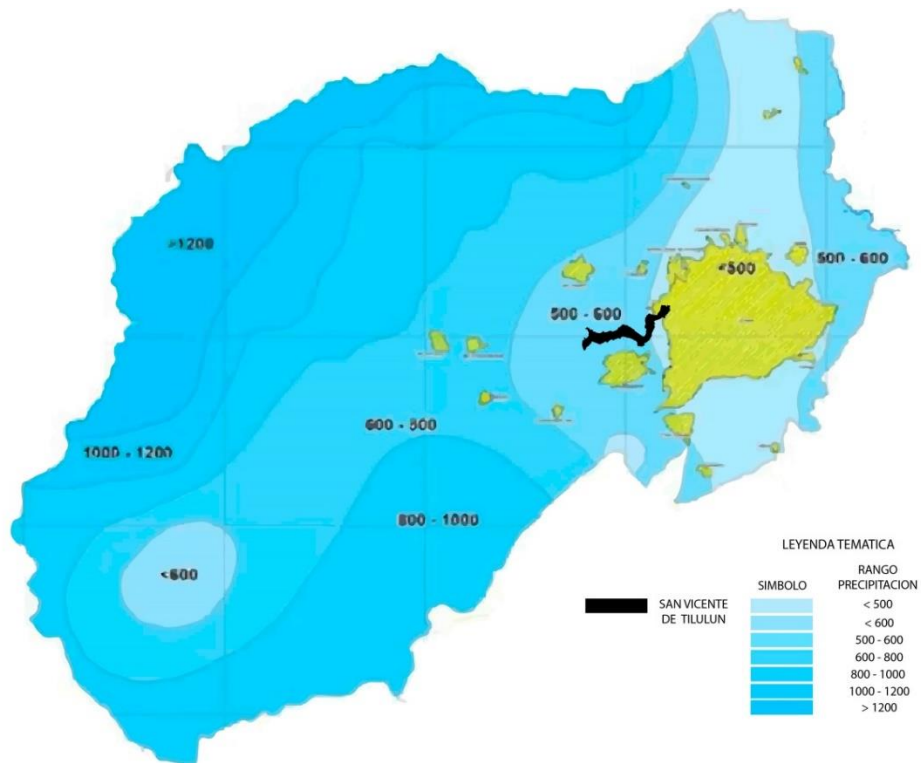 >1200
<500
500 - 600
500 - 600
600 - 800
1000 - 1200
800 - 1000
<600
LEYENDA TEMATICA
SIMBOLO
RANGO
PRECIPITACION
SAN VICENTE
DE TILULUN
< 500
< 600
500 - 600
600 - 800
800 - 1000
1000 - 1200
> 1200